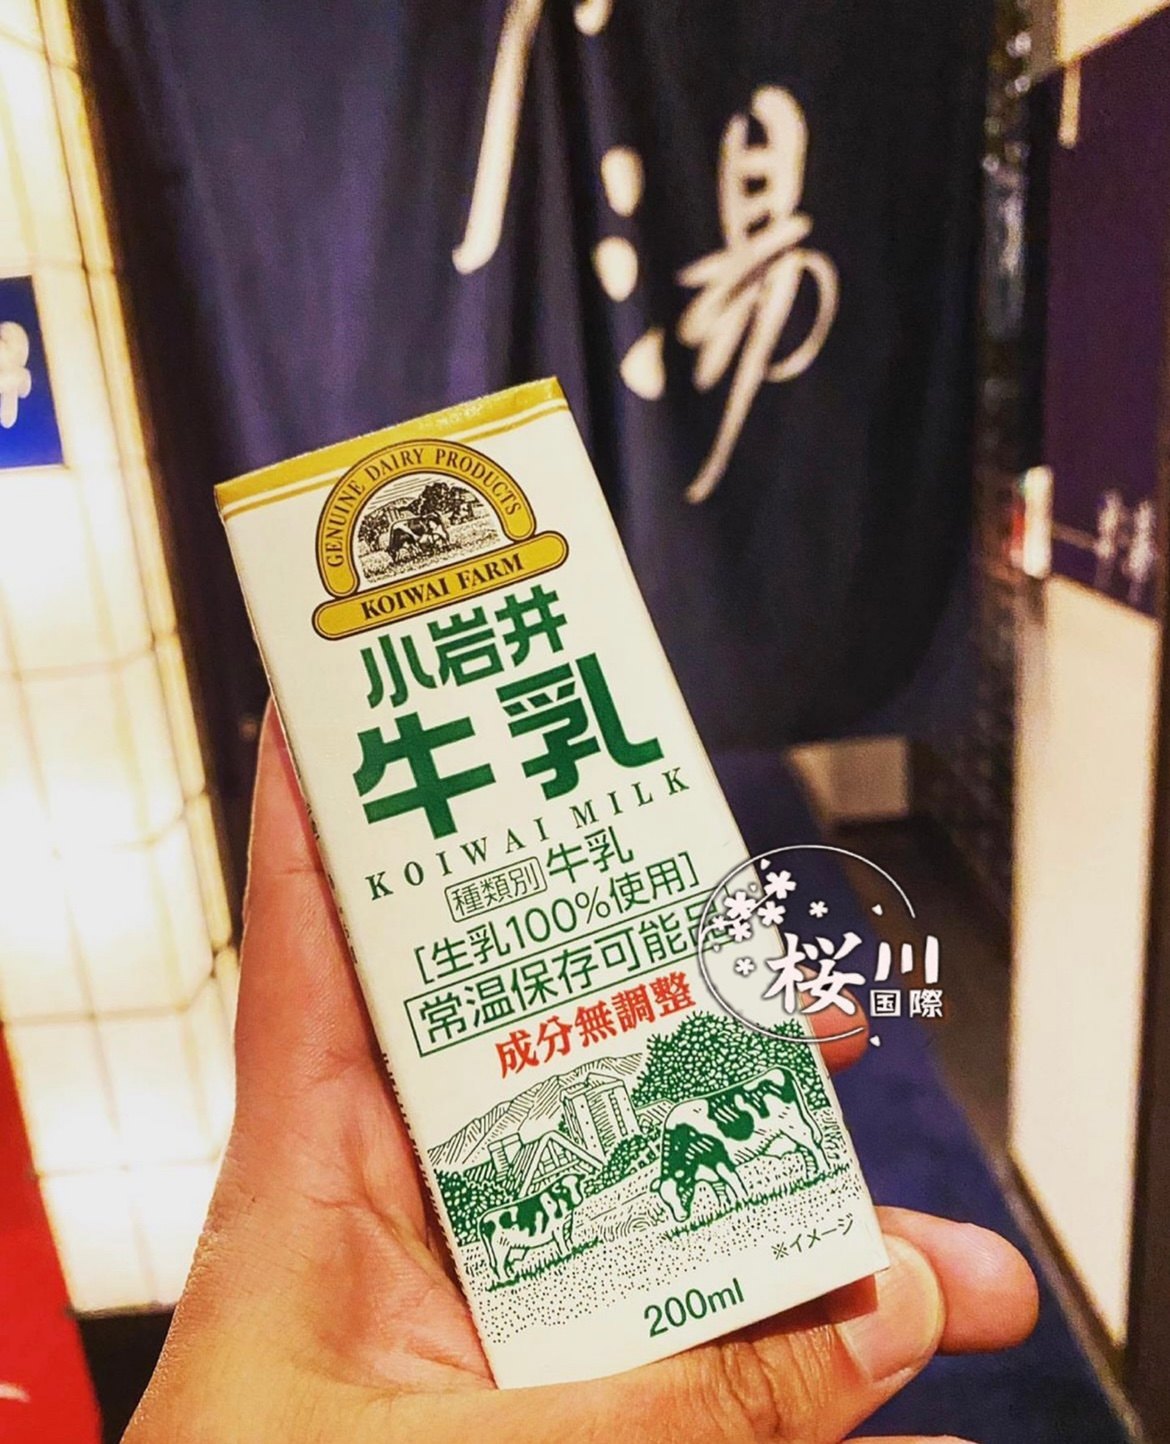 湯
GENUINE DAIRY PRODUCTS
KOIWAI FARM
小岩井
牛乳
KOIWAI MILK
種類別 牛乳
[生乳100%使用]
常温保存可能品
成分無調整
桜川
国際
※イメージ
200ml